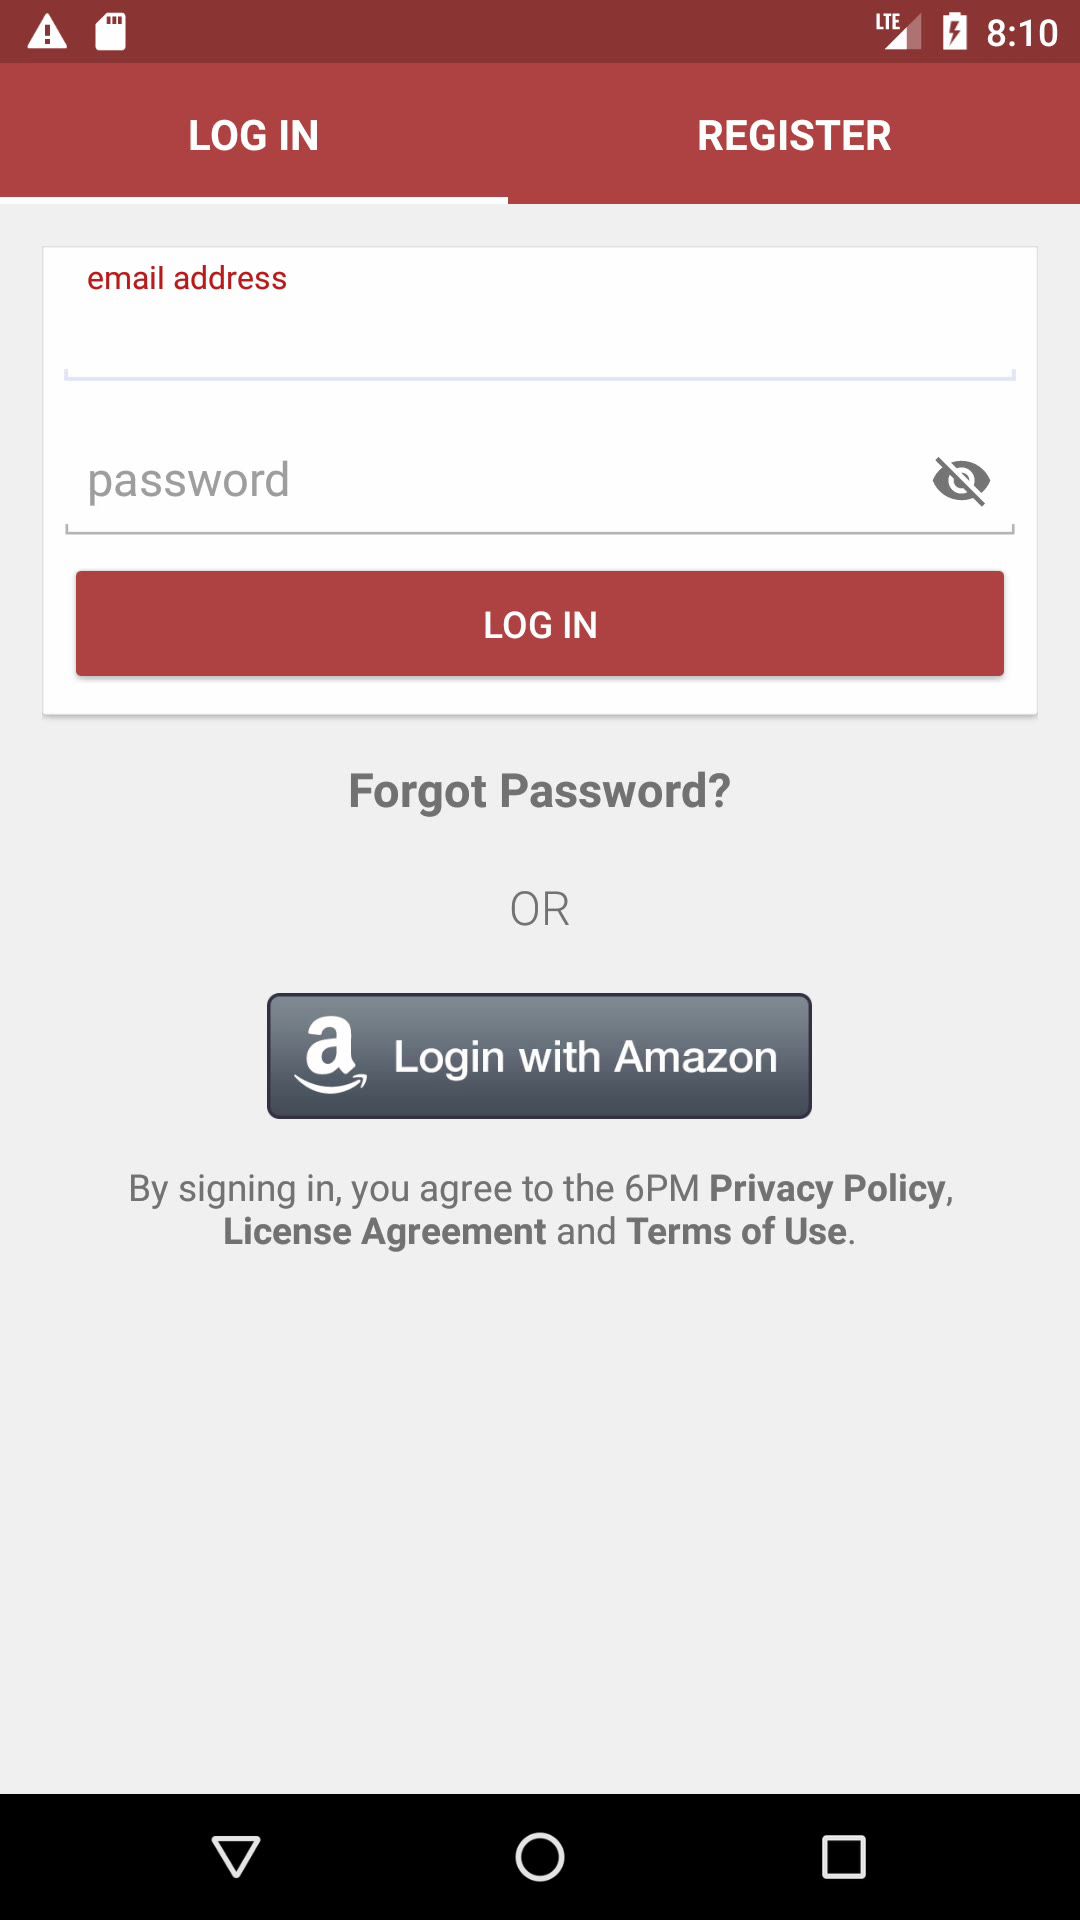 LTE 8:10
LOG IN REGISTER
email address
password
LOG IN
Forgot Password?
OR
a Login with Amazon
By signing in, you agree to the 6PM Privacy Policy,
License Agreement and Terms of Use.